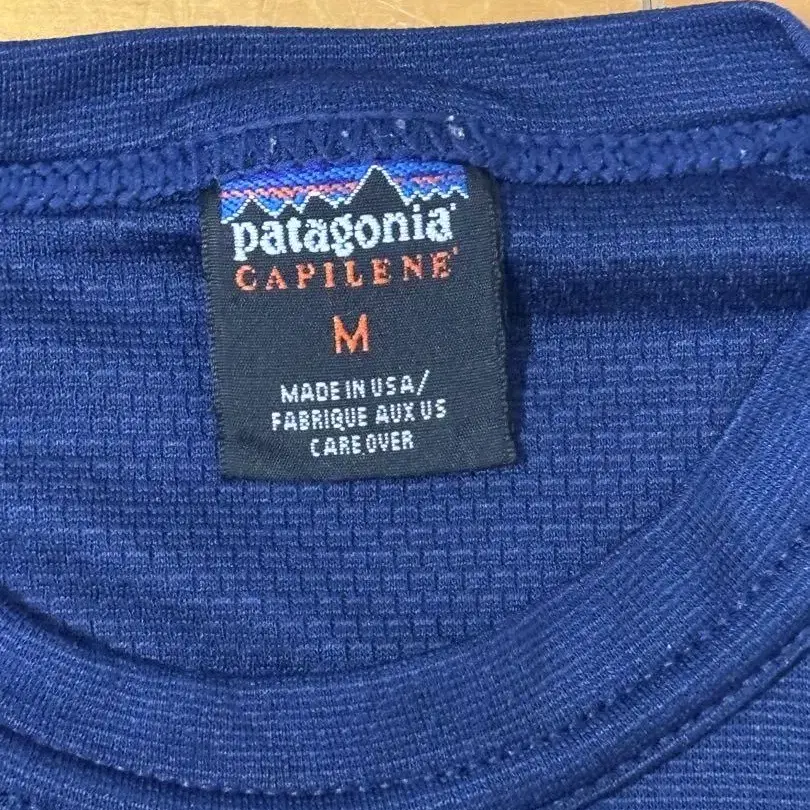 patagonia®
CAPILENE®
M
MADE IN USA/
FABRIQUE AUX US
CARE OVER